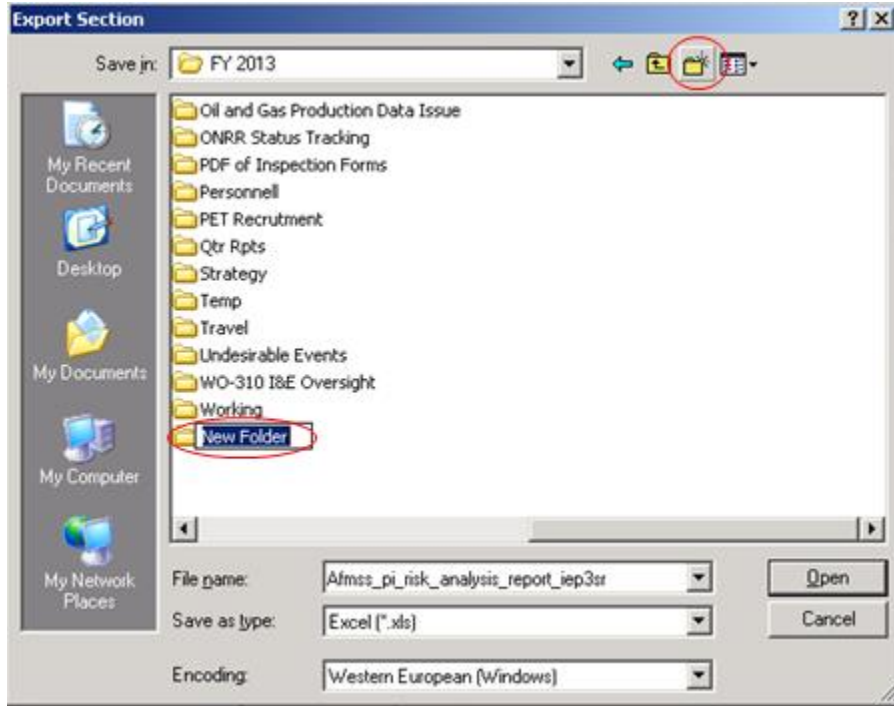 Export Section
Save in: FY 2013
Oil and Gas Production Data Issue
ONRR Status Tracking
PDF of Inspection Forms
Personnell
PET Recrutment
Qtr Rpts
Strategy
Temp
Travel
Undesirable Events
WO-310 I&E Oversight
Working
New Folder
My Recent
Documents
Desktop
My Documents
My Computer
My Network
Places
File name: Afmss_pi_risk_analysis_report_iep3sr
Open
Save as type: Excel (*.xls)
Cancel
Encoding: Western European (Windows)